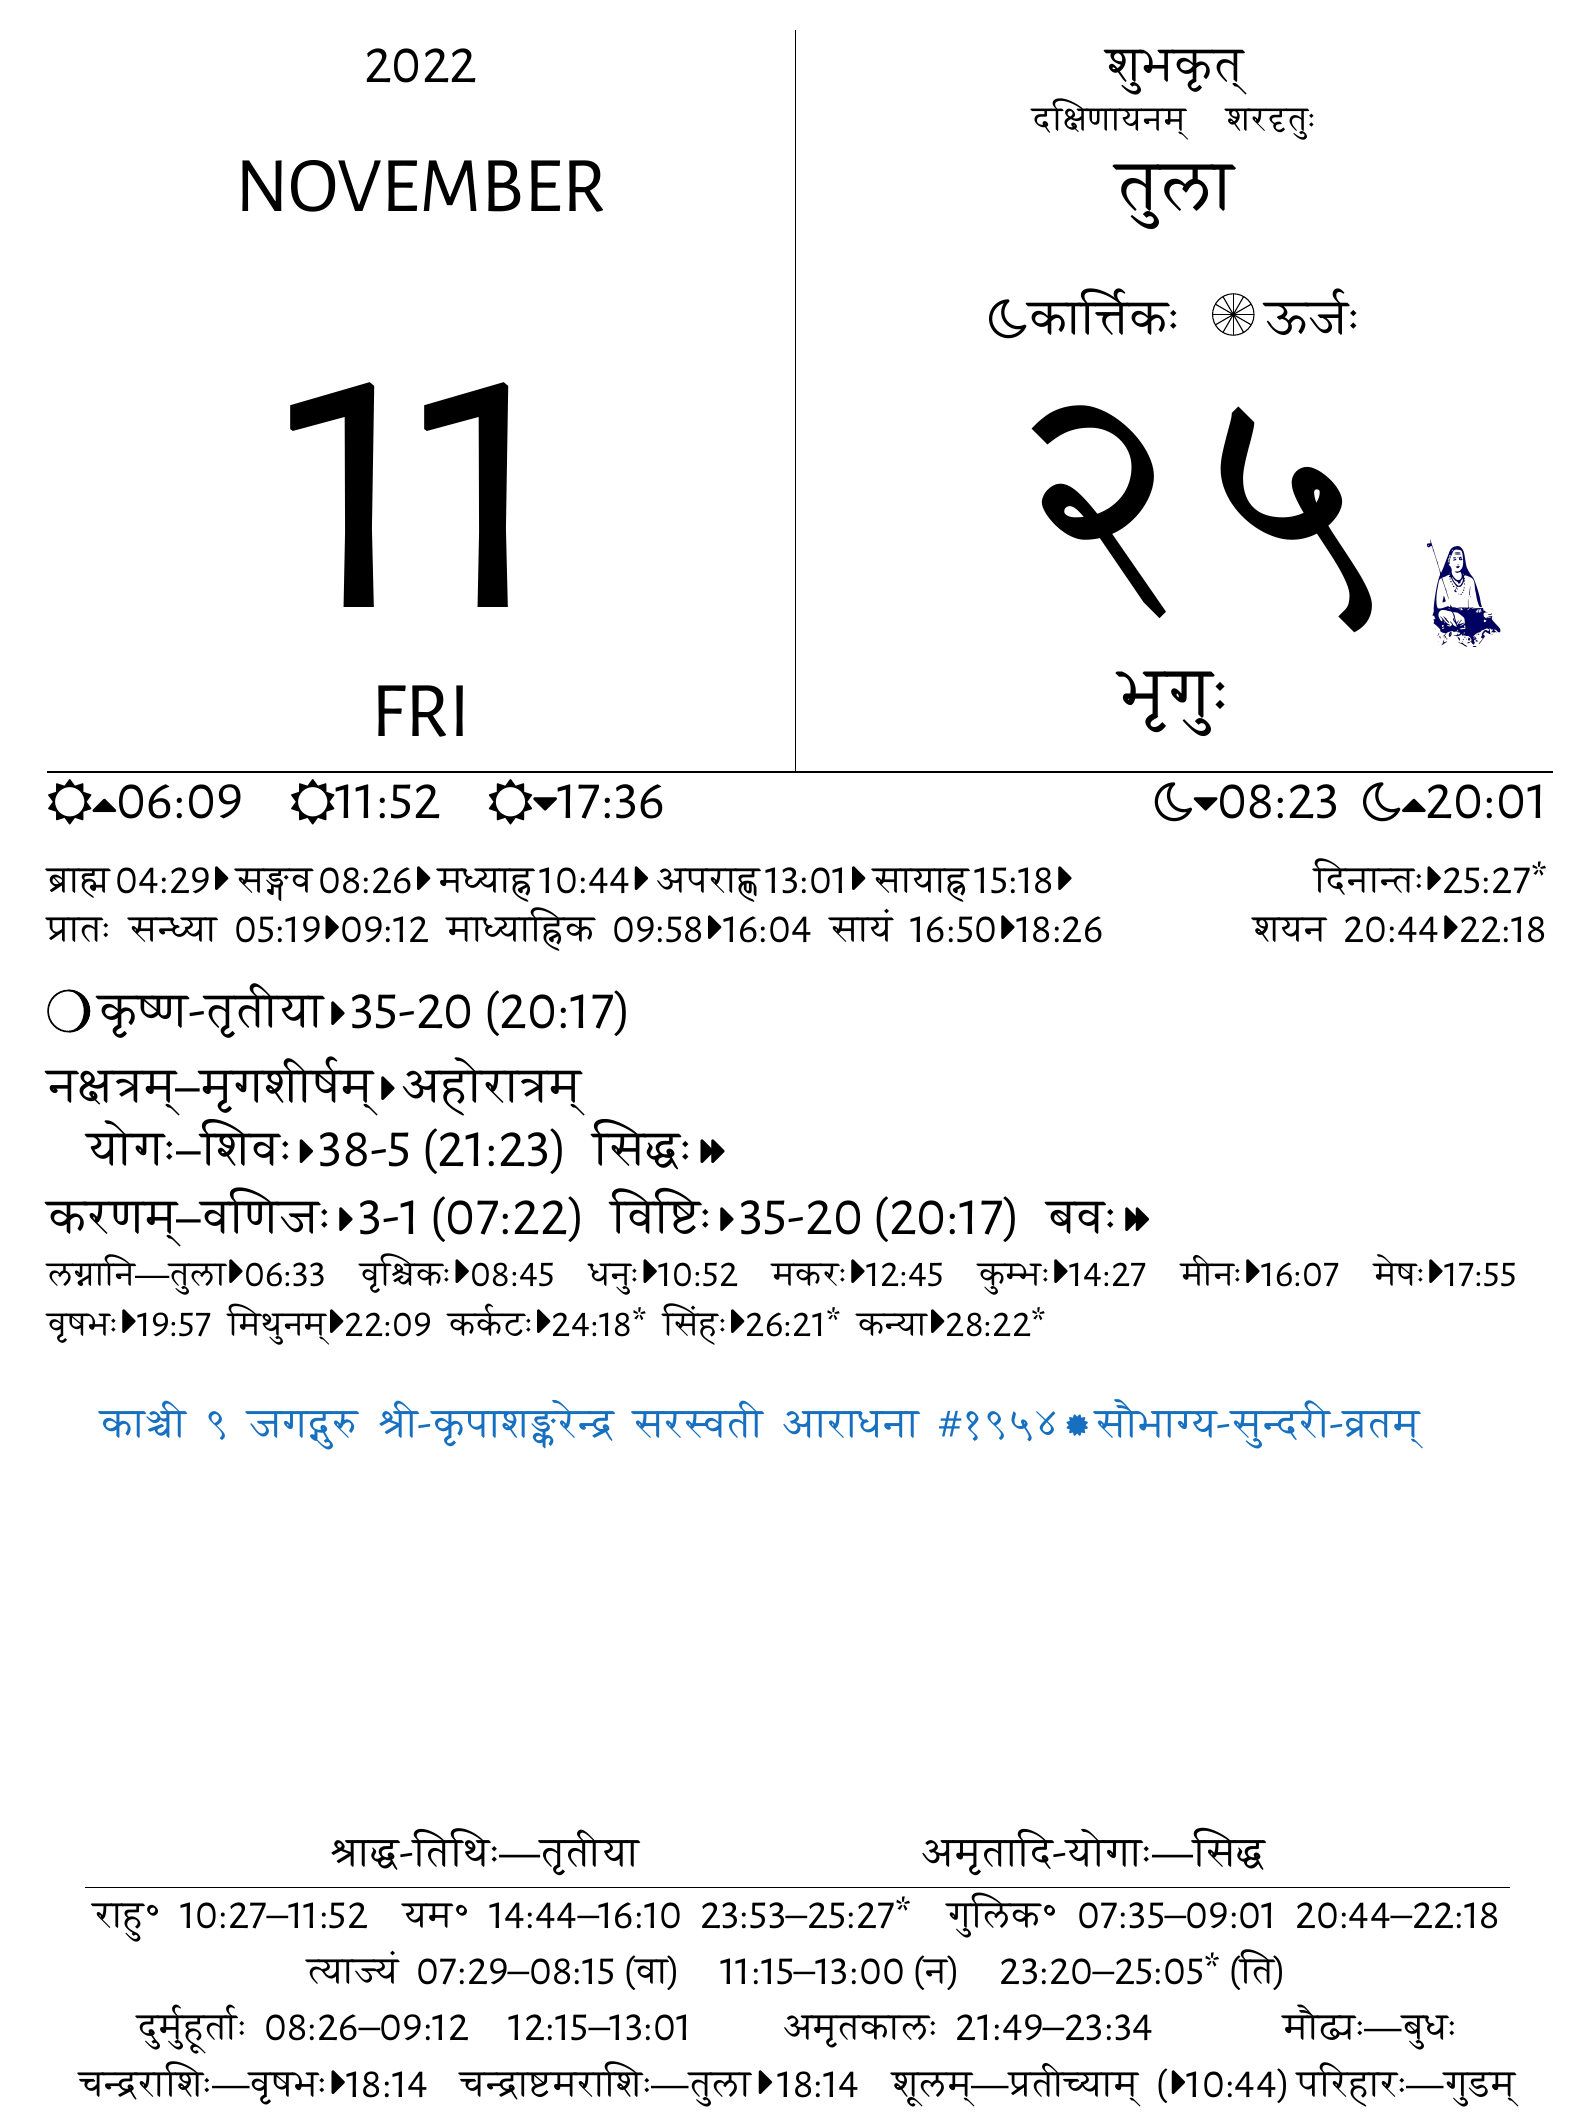 2022
NOVEMBER
11
FRI
शुभकृत्
दक्षिणायनम् शरदृतुः
तुला
कार्त्तिकः ऊर्जः
२५
भृगुः
06:09 11:52 17:36 08:23 20:01
ब्राह्म 04:29 सङ्गव 08:26 मध्याह्न 10:44 अपराह्ण 13:01 सायाह्न 15:18 दिनान्तः 25:27*
प्रातः सन्ध्या 05:19 09:12 माध्याह्निक 09:58 16:04 सायं 16:50 18:26 शयन 20:44 22:18
कृष्ण-तृतीया 35-20 (20:17)
नक्षत्रम्–मृगशीर्षम् अहोरात्रम्
योगः–शिवः 38-5 (21:23) सिद्धः
करणम्–वणिजः 3-1 (07:22) विष्टिः 35-20 (20:17) बवः
लग्नानि—तुला 06:33 वृश्चिकः 08:45 धनुः 10:52 मकरः 12:45 कुम्भः 14:27 मीनः 16:07 मेषः 17:55
वृषभः 19:57 मिथुनम् 22:09 कर्कटः 24:18* सिंहः 26:21* कन्या 28:22*
काञ्ची ९ जगद्गुरु श्री-कृपाशङ्करेन्द्र सरस्वती आराधना #१९५४ सौभाग्य-सुन्दरी-व्रतम्
श्राद्ध-तिथिः—तृतीया अमृतादि-योगाः—सिद्ध
राहु॰ 10:27–11:52 यम॰ 14:44–16:10 23:53–25:27* गुलिक॰ 07:35–09:01 20:44–22:18
त्याज्यं 07:29–08:15 (वा) 11:15–13:00 (न) 23:20–25:05* (ति)
दुर्मुहूर्ताः 08:26–09:12 12:15–13:01 अमृतकालः 21:49–23:34 मौढ्यः—बुधः
चन्द्रराशिः—वृषभः 18:14 चन्द्राष्टमराशिः—तुला 18:14 शूलम्—प्रतीच्याम् (10:44) परिहारः—गुडम्